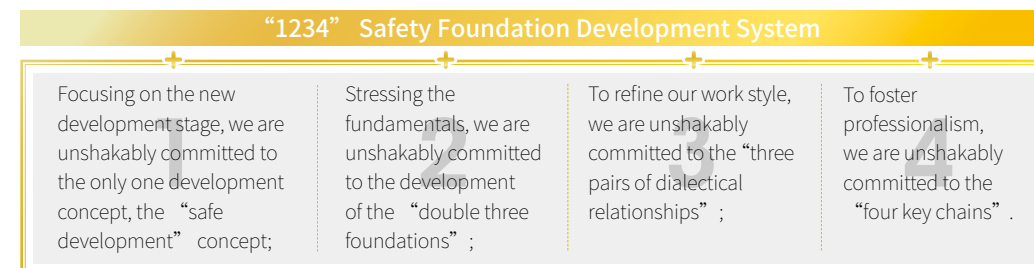 “1234” Safety Foundation Development System
1
Focusing on the new
development stage, we are
unshakably committed to
the only one development
concept, the “safe
development” concept;
2
Stressing the
fundamentals, we are
unshakably committed
to the development
of the “double three
foundations”;
3
To refine our work style,
we are unshakably
committed to the “three
pairs of dialectical
relationships”;
4
To foster
professionalism,
we are unshakably
committed to the
“four key chains”.